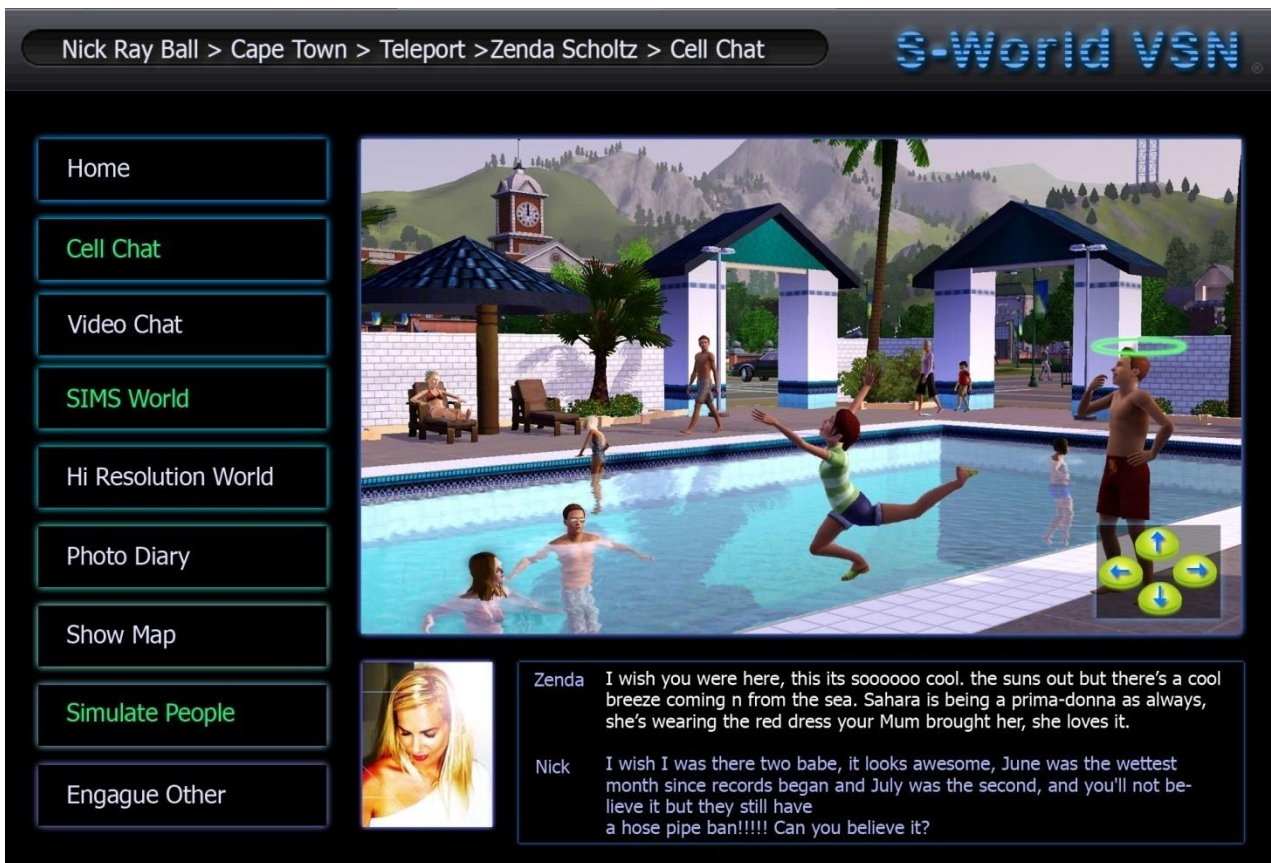 Nick Ray Ball > Cape Town > Teleport >Zenda Scholtz > Cell Chat
S-World VSN ®
Home
Cell Chat
Video Chat
SIMS World
Hi Resolution World
Photo Diary
Show Map
Simulate People
Engague Other
Zenda I wish you were here, this its soooooo cool. the suns out but there’s a cool
breeze coming n from the sea. Sahara is being a prima-donna as always,
she’s wearing the red dress your Mum brought her, she loves it.
Nick I wish I was there two babe, it looks awesome, June was the wettest
month since records began and July was the second, and you'll not be-
lieve it but they still have
a hose pipe ban!!!!! Can you believe it?